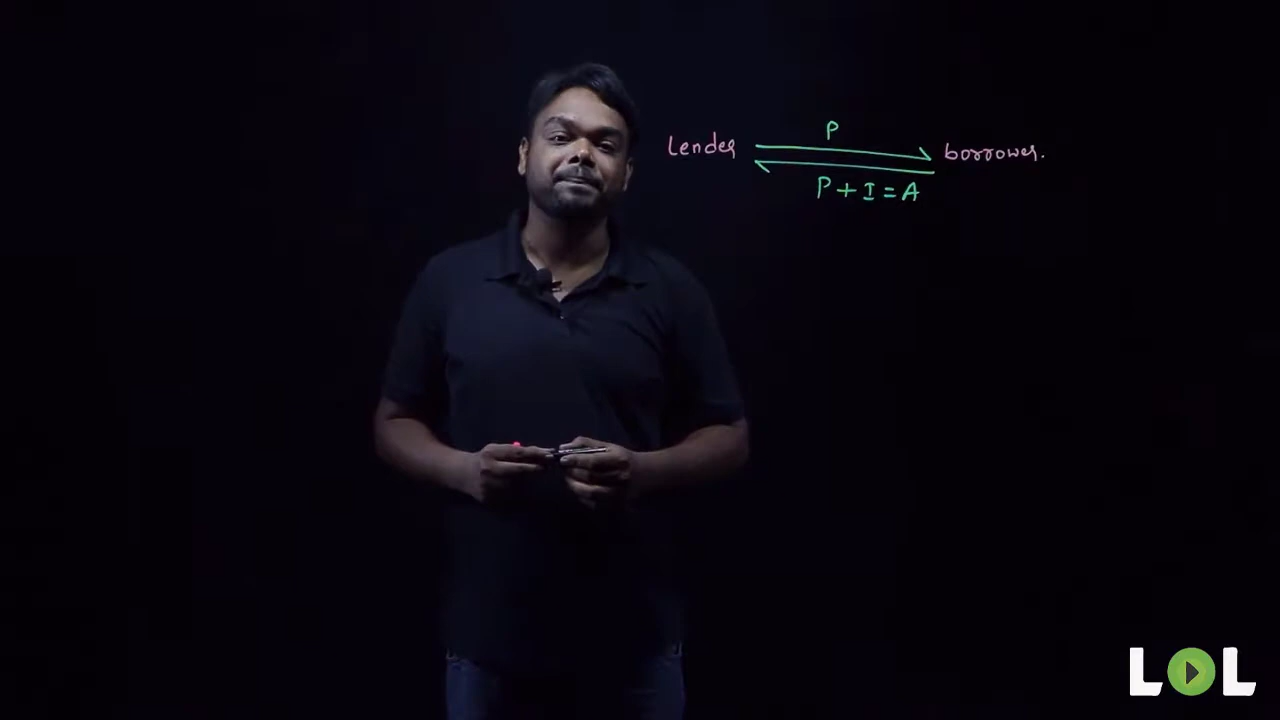 P
Lender borrower.
P + I = A
LOL